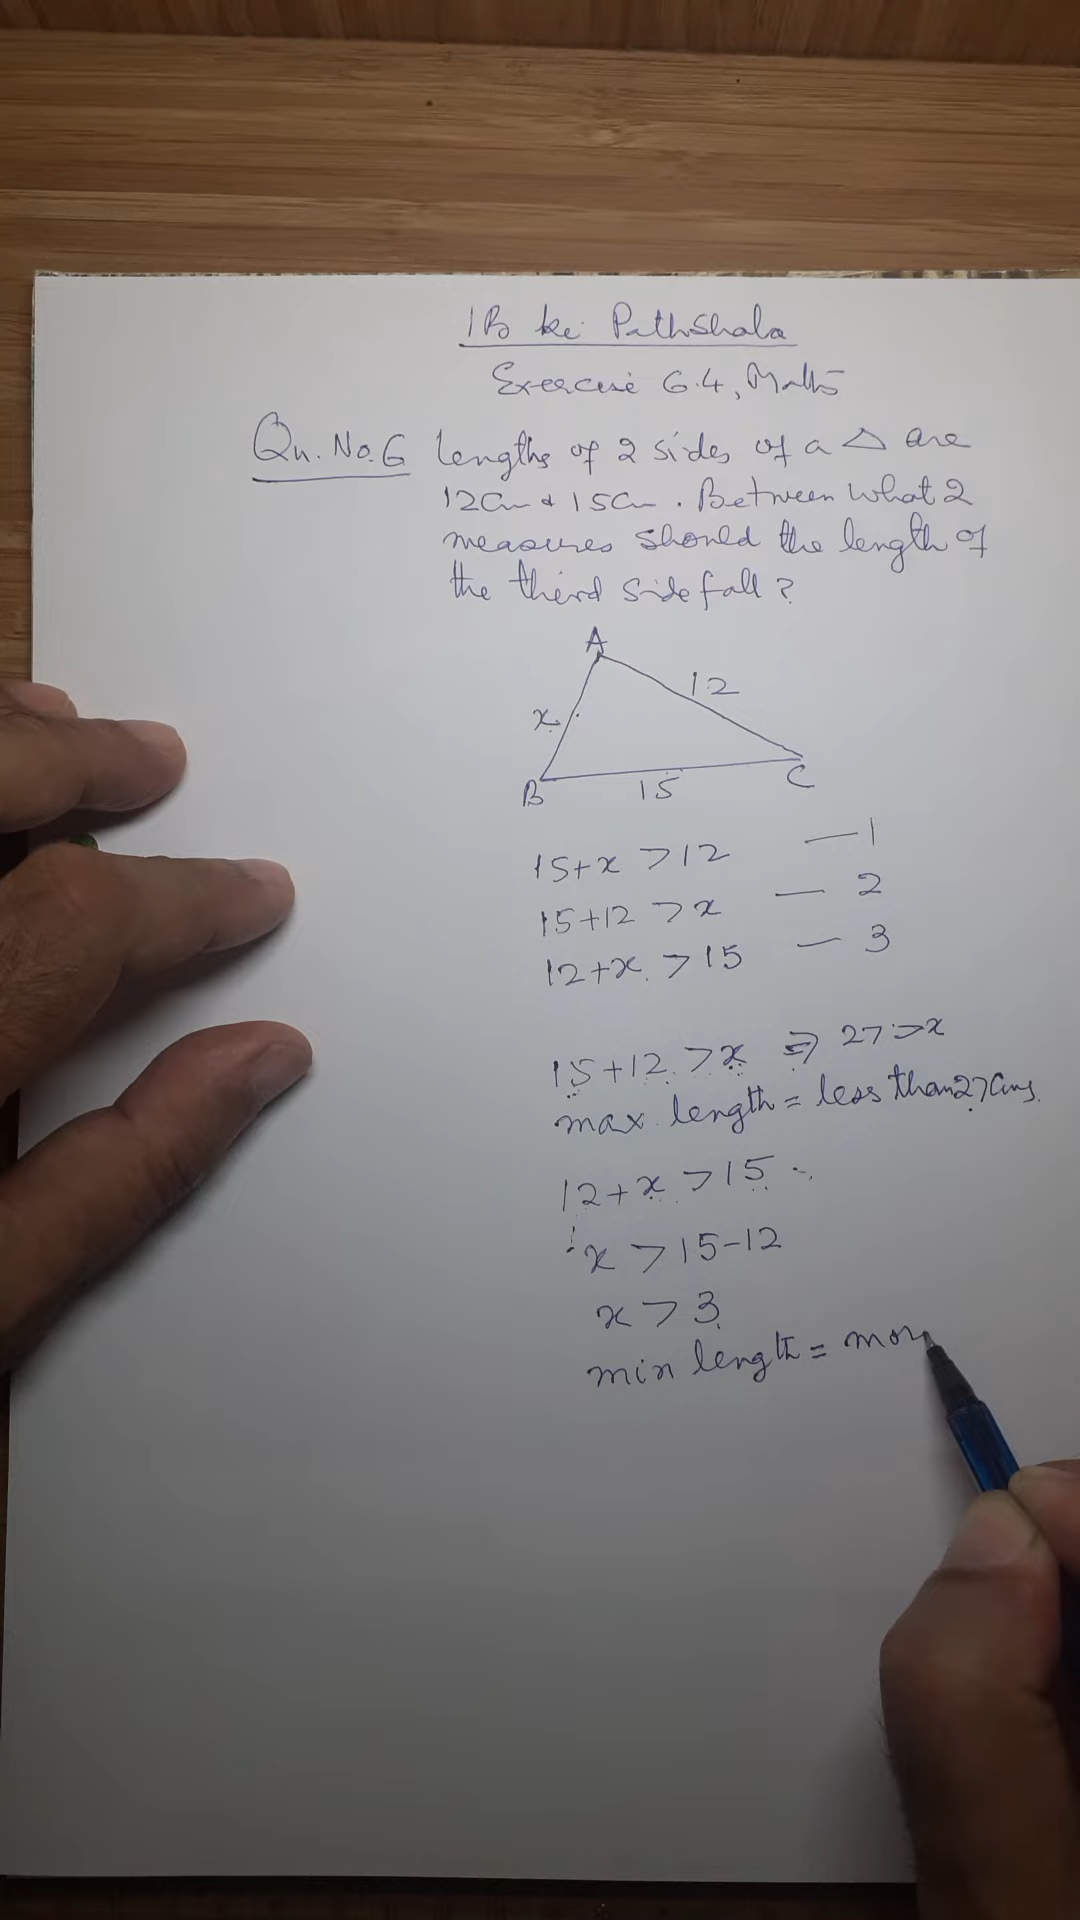 IB ki Pathshala
Exercise 6.4, Maths
Qn. No. 6 Lengths of 2 sides of a △ are
12cm & 15cm. Between what 2
measures should the length of
the third side fall?
A
12
x
B
15
C
15+x > 12 — 1
15+12 > x — 2
12+x > 15 — 3
15+12 > x ⇒ 27 > x
max length = less than 27cms.
12+x > 15
x > 15-12
x > 3
min length = mor